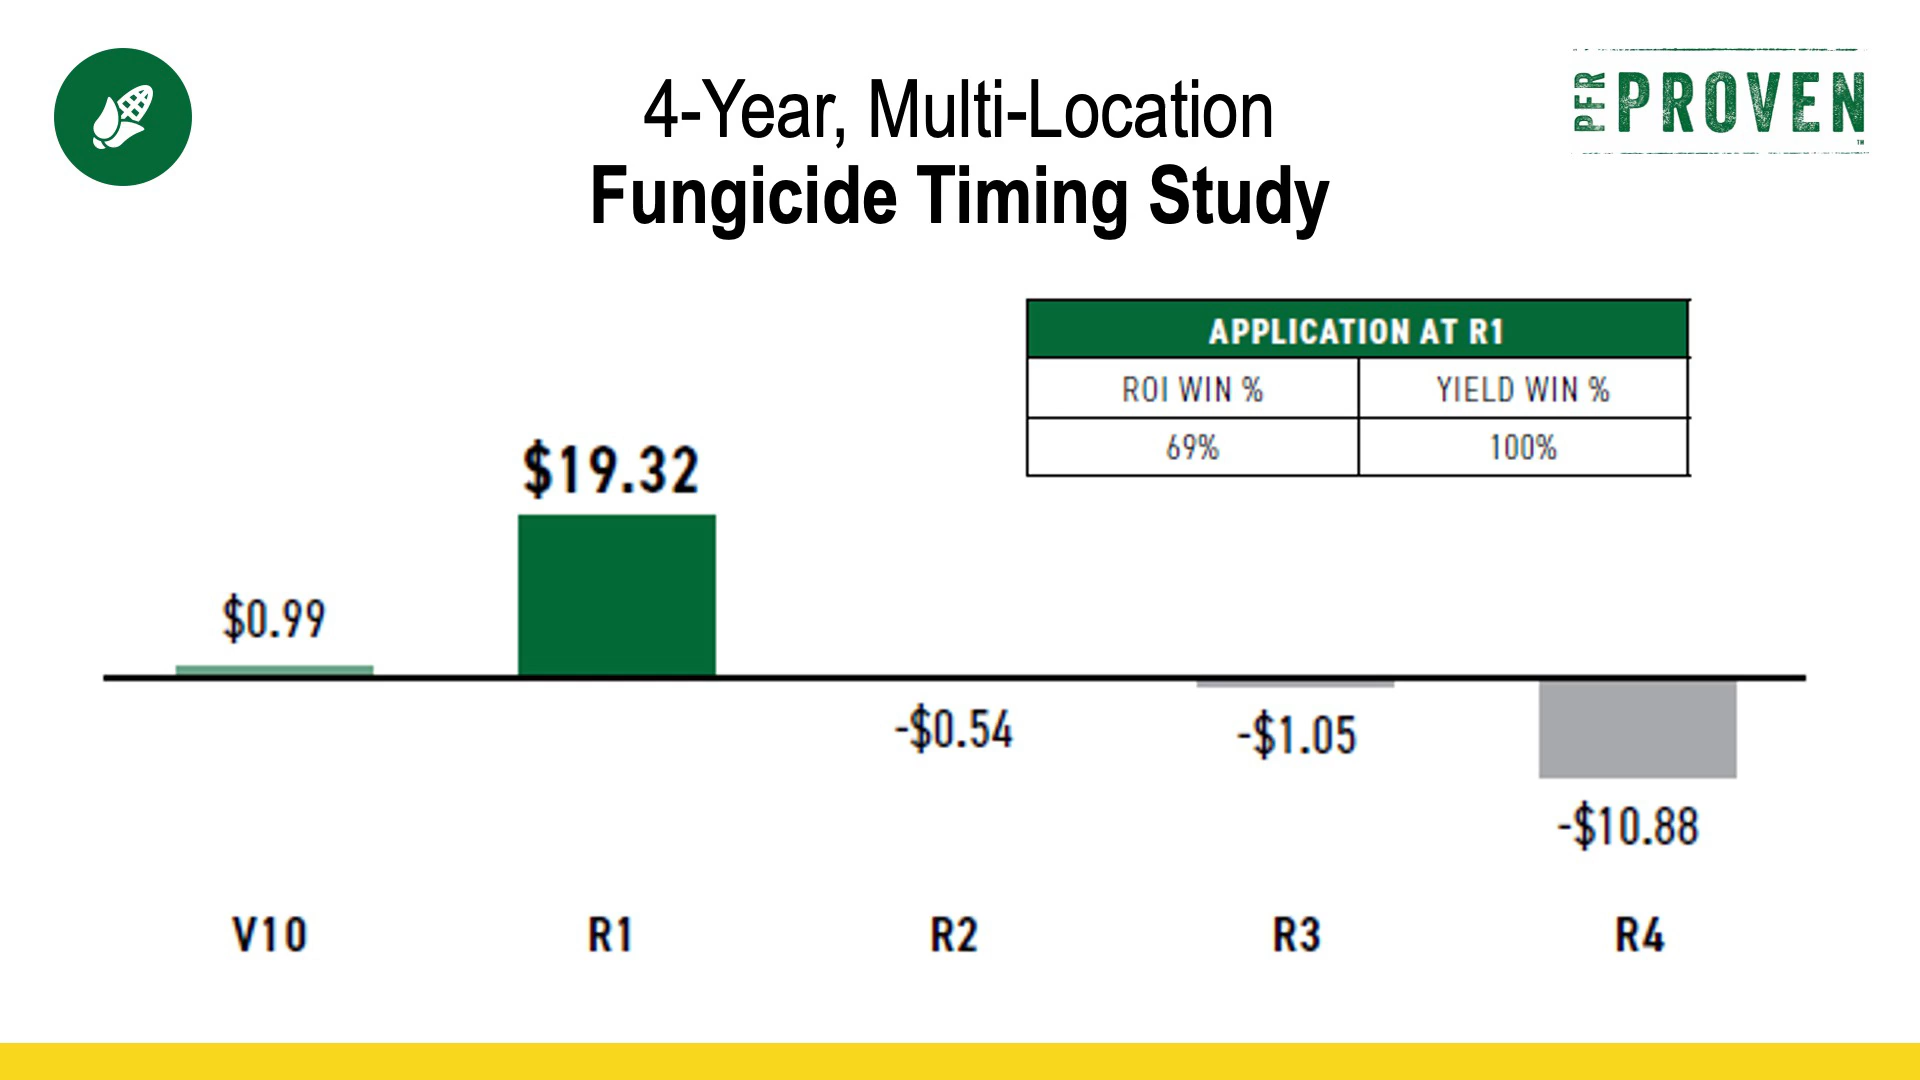 4-Year, Multi-Location
Fungicide Timing Study
PFR PROVEN™
APPLICATION AT R1
ROI WIN % YIELD WIN %
69% 100%
$19.32
$0.99
-$0.54
-$1.05
-$10.88
V10 R1 R2 R3 R4